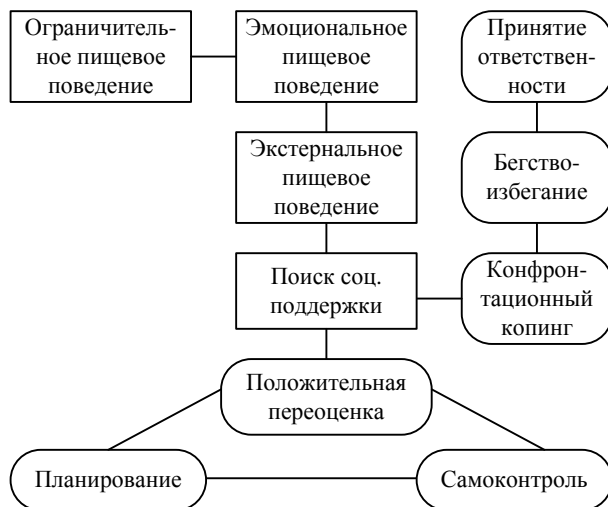 Ограничитель-
ное пищевое
поведение
Эмоциональное
пищевое
поведение
Принятие
ответствен-
ности
Экстернальное
пищевое
поведение
Бегство-
избегание
Поиск соц.
поддержки
Конфрон-
тационный
копинг
Положительная
переоценка
Планирование
Самоконтроль